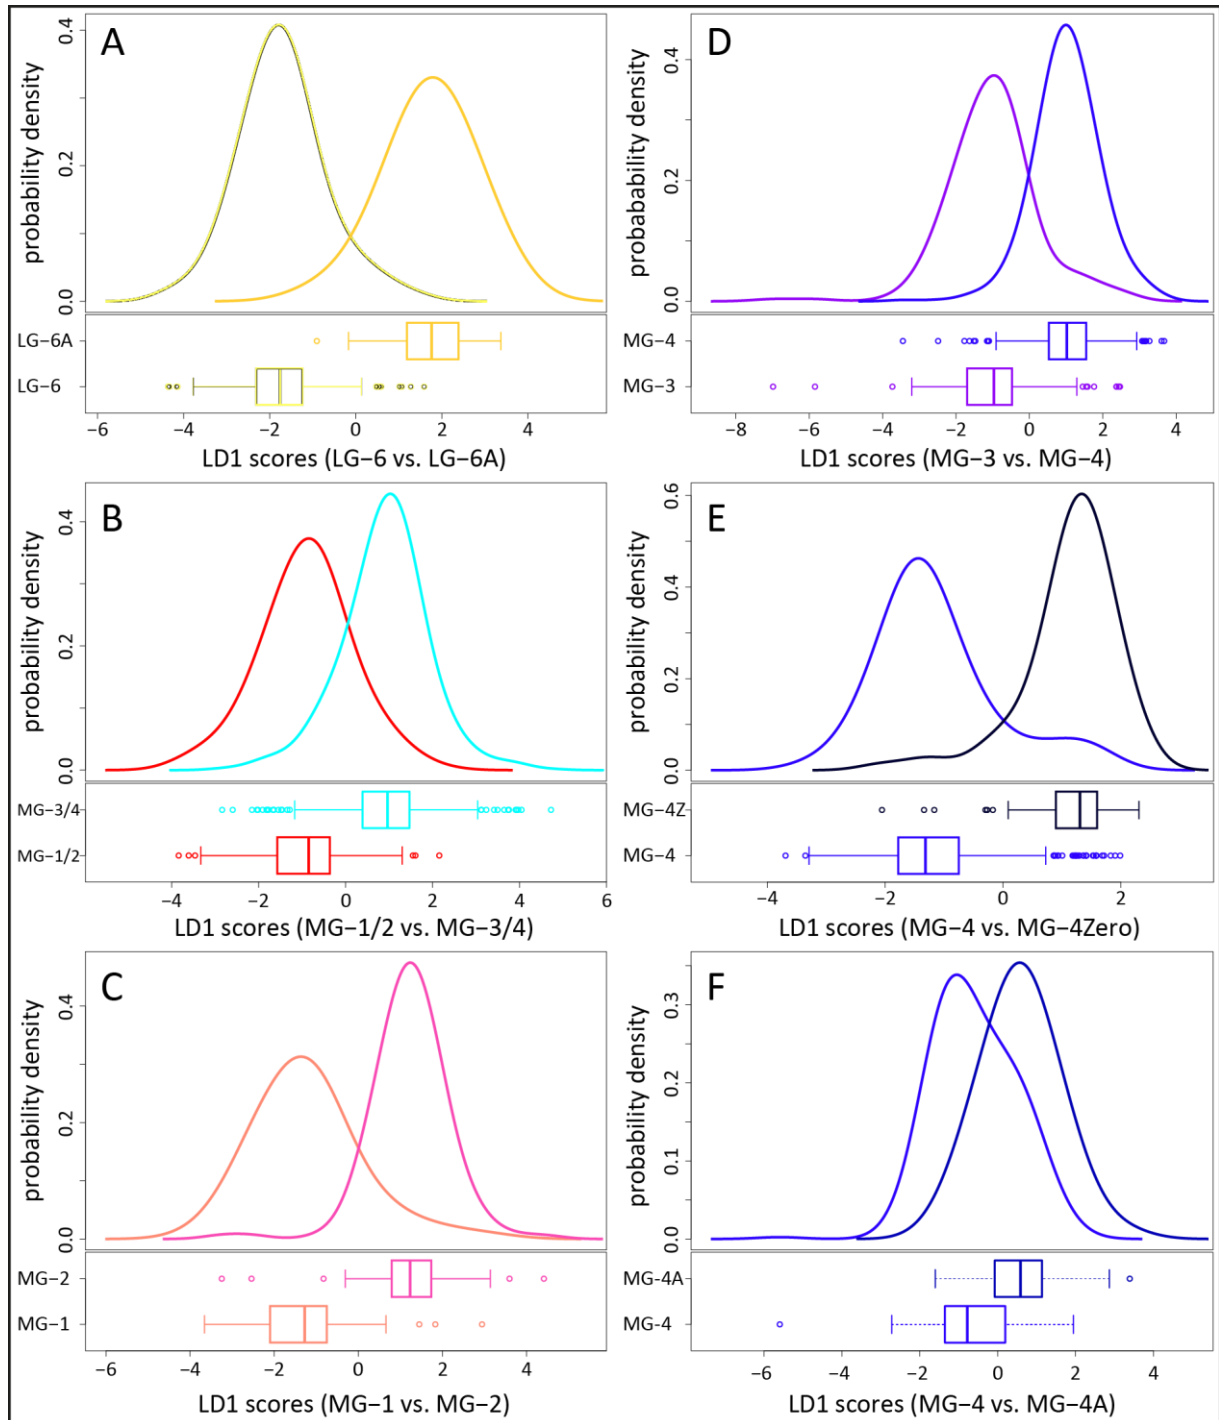 A
probability density
0.0
0.2
0.4
LG−6A
LG−6
−6 −4 −2 0 2 4
LD1 scores (LG−6 vs. LG−6A)
B
probability density
0.0
0.2
0.4
MG−3/4
MG−1/2
−4 −2 0 2 4 6
LD1 scores (MG−1/2 vs. MG−3/4)
C
probability density
0.0
0.2
0.4
MG−2
MG−1
−6 −4 −2 0 2 4
LD1 scores (MG−1 vs. MG−2)
D
probabability density
0.0
0.2
0.4
MG−4
MG−3
−8 −6 −4 −2 0 2 4
LD1 scores (MG−3 vs. MG−4)
E
probability density
0.0
0.2
0.4
0.6
MG−4Z
MG−4
−4 −2 0 2
LD1 scores (MG−4 vs. MG−4Zero)
F
probability density
0.0
0.1
0.2
0.3
MG−4A
MG−4
−6 −4 −2 0 2 4
LD1 scores (MG−4 vs. MG−4A)